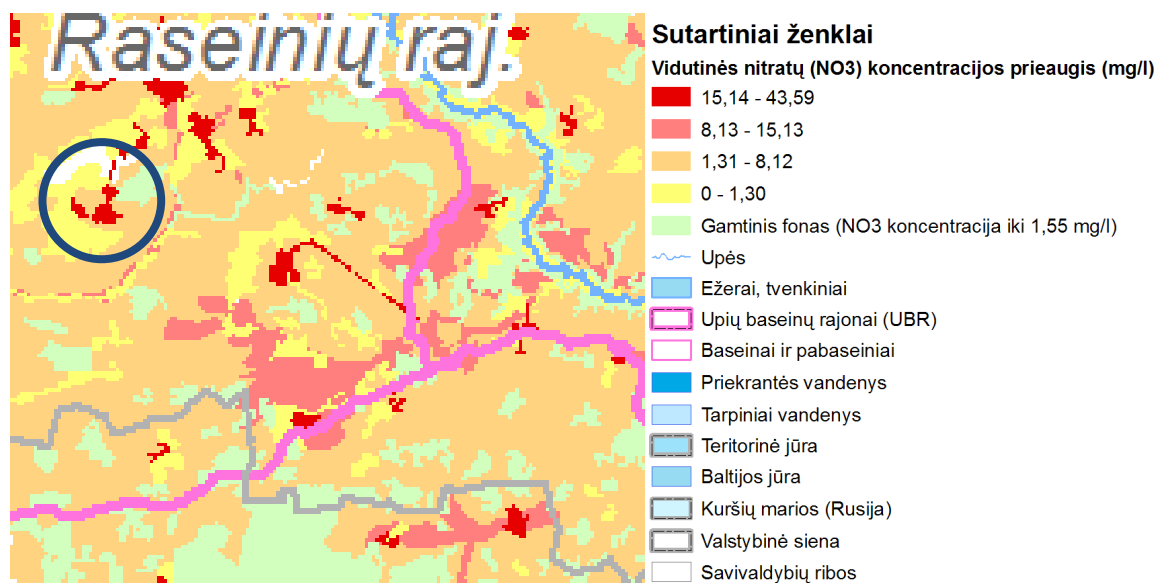 Raseinių raj.
Sutartiniai ženklai
Vidutinės nitratų (NO3) koncentracijos prieaugis (mg/l)
15,14 - 43,59
8,13 - 15,13
1,31 - 8,12
0 - 1,30
Gamtinis fonas (NO3 koncentracija iki 1,55 mg/l)
Upės
Ežerai, tvenkiniai
Upių baseinų rajonai (UBR)
Baseinai ir pabaseiniai
Priekrantės vandenys
Tarpiniai vandenys
Teritorinė jūra
Baltijos jūra
Kuršių marios (Rusija)
Valstybinė siena
Savivaldybių ribos